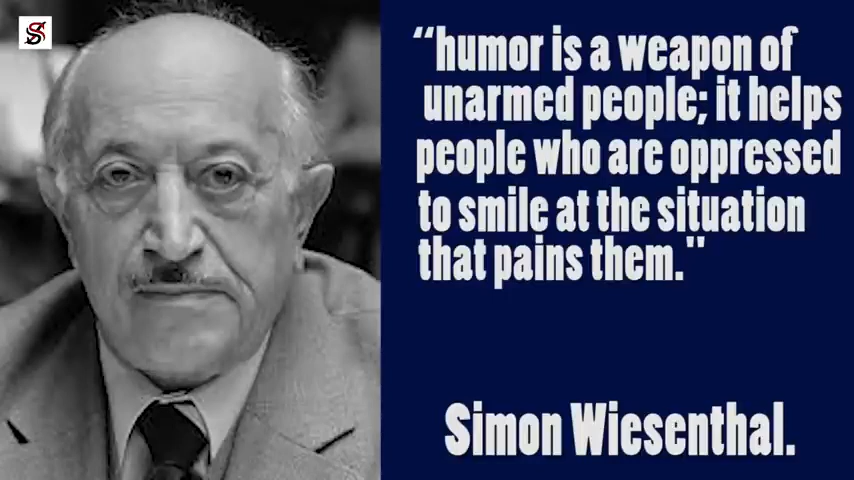 “humor is a weapon of
unarmed people; it helps
people who are oppressed
to smile at the situation
that pains them."
Simon Wiesenthal.